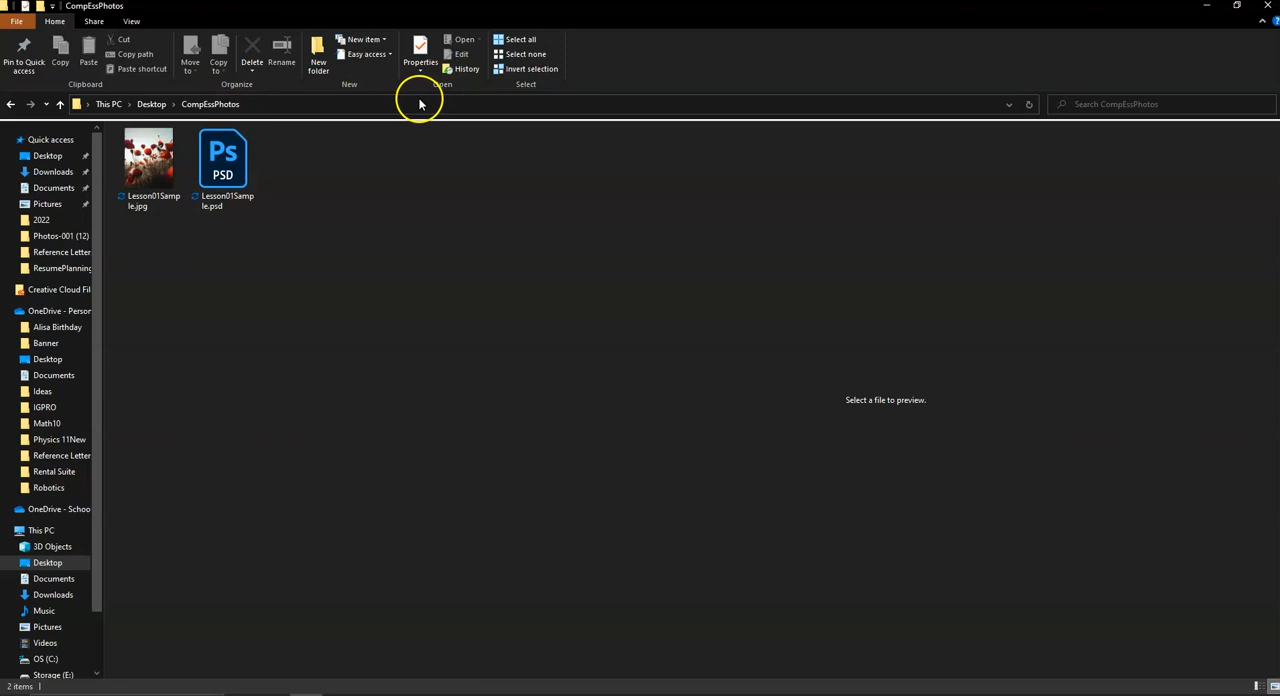 CompEssPhotos
File Home Share View
Pin to Quick access
Copy
Paste
Cut
Copy path
Paste shortcut
Clipboard
Move to
Copy to
Delete
Rename
Organize
New folder
New item
Easy access
New
Properties
Open
Edit
History
Open
Select all
Select none
Invert selection
Select
This PC › Desktop › CompEssPhotos
Search CompEssPhotos
Quick access
Desktop
Downloads
Documents
Pictures
2022
Photos-001 (12)
Reference Letter
ResumePlanning
Creative Cloud Fil
OneDrive - Person
Alisa Birthday
Banner
Desktop
Documents
Ideas
IGPRO
Math10
Physics 11New
Reference Letter
Rental Suite
Robotics
OneDrive - Schoo
This PC
3D Objects
Desktop
Documents
Downloads
Music
Pictures
Videos
OS (C:)
Storage (E:)
Lesson01Samp
le.jpg
Ps
PSD
Lesson01Samp
le.psd
Select a file to preview.
2 items